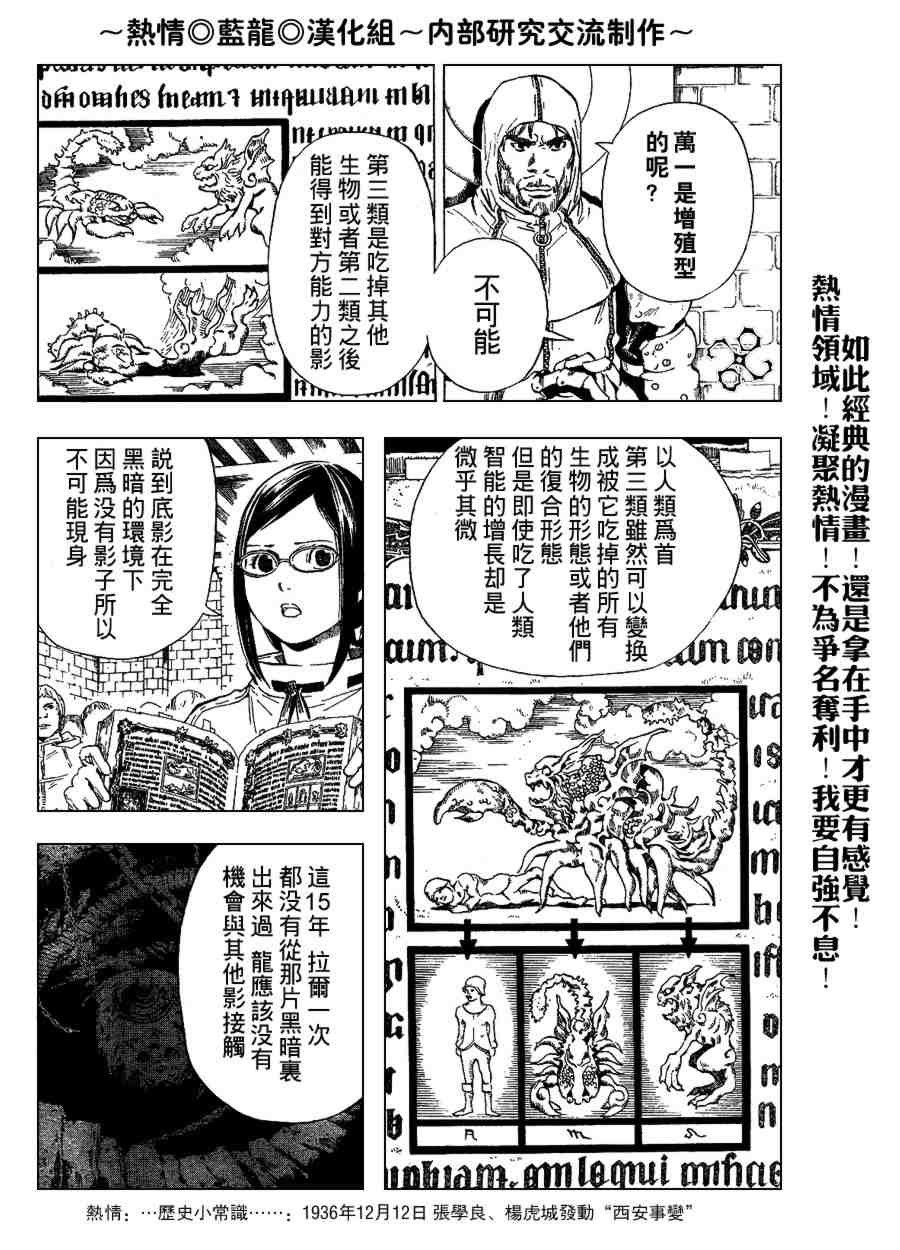 ～熱情◎藍龍◎漢化組～内部研究交流制作～
萬一是增殖型
的呢？
不可能
第三類是吃掉其他
生物或者第二類之後
能得到對方能力的影
以人類爲首
第三類雖然可以變換
成被它吃掉的所有
生物的形態或者他們
的復合形態
但是即使吃了人類
智能的增長却是
微乎其微
説到底影在完全
黑暗的環境下
因爲没有影子所以
不可能現身
這15年 拉爾一次
都没有從那片黑暗裏
出來過 龍應該没有
機會與其他影接觸
如此經典的漫畫！還是拿在手中才更有感覺！
熱情領域！凝聚熱情！不為爭名奪利！我要自強不息！
熱情：…歷史小常識……：1936年12月12日 張學良、楊虎城發動“西安事變”